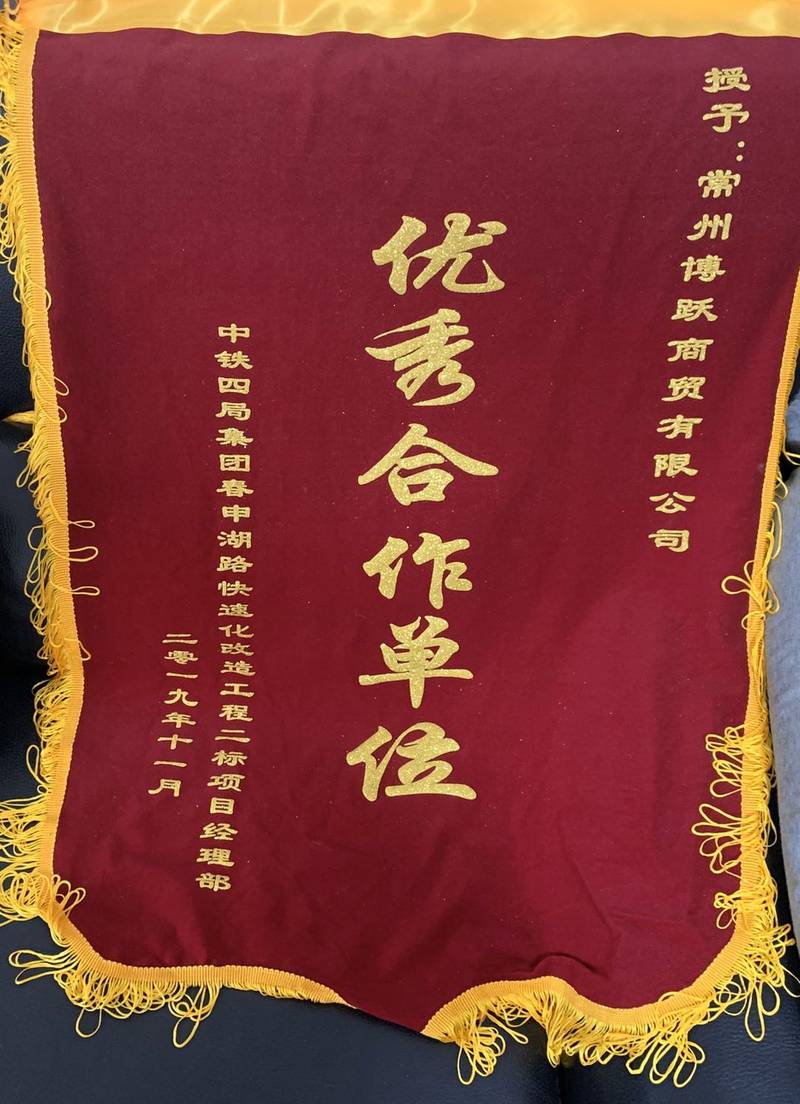 授予：常州博跃商贸有限公司
优秀合作单位
中铁四局集团春申湖路快速化改造工程二标项目经理部
二零一九年十一月